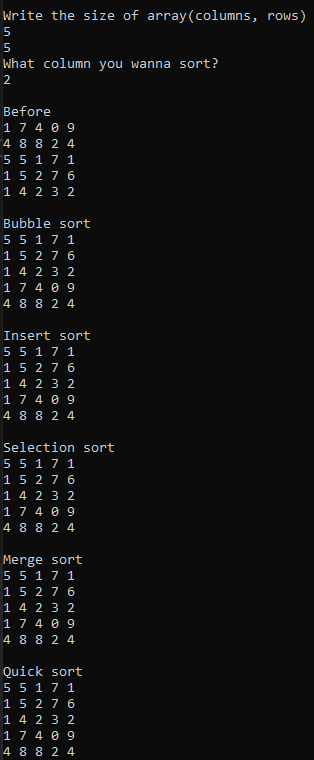 Write the size of array(columns, rows)
5
5
What column you wanna sort?
2
Before
1 7 4 0 9
4 8 8 2 4
5 5 1 7 1
1 5 2 7 6
1 4 2 3 2
Bubble sort
5 5 1 7 1
1 5 2 7 6
1 4 2 3 2
1 7 4 0 9
4 8 8 2 4
Insert sort
5 5 1 7 1
1 5 2 7 6
1 4 2 3 2
1 7 4 0 9
4 8 8 2 4
Selection sort
5 5 1 7 1
1 5 2 7 6
1 4 2 3 2
1 7 4 0 9
4 8 8 2 4
Merge sort
5 5 1 7 1
1 5 2 7 6
1 4 2 3 2
1 7 4 0 9
4 8 8 2 4
Quick sort
5 5 1 7 1
1 5 2 7 6
1 4 2 3 2
1 7 4 0 9
4 8 8 2 4